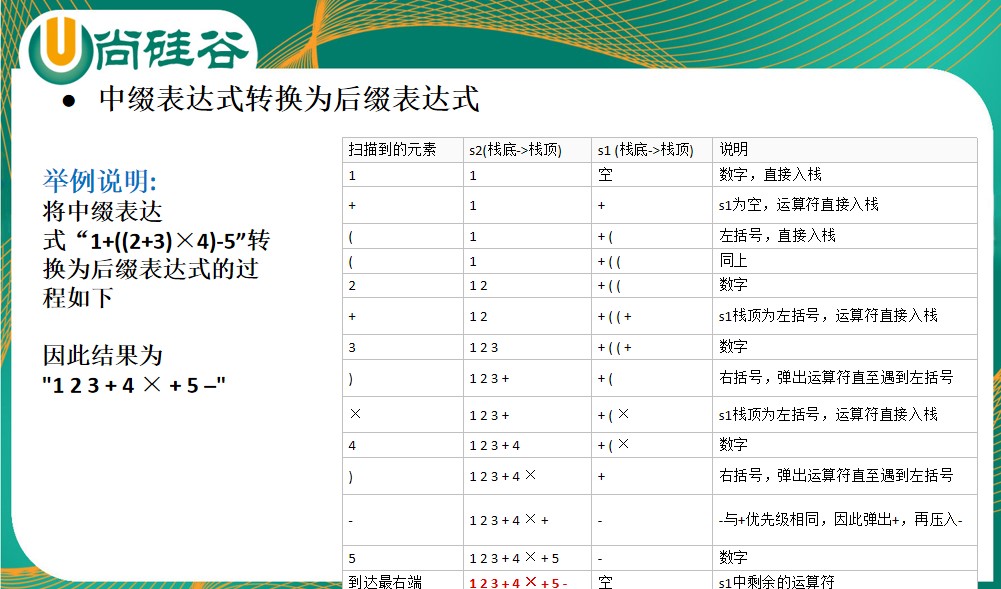 尚硅谷
● 中缀表达式转换为后缀表达式
举例说明:
将中缀表达
式“1+((2+3)×4)-5”转
换为后缀表达式的过
程如下
因此结果为
"1 2 3 + 4 × + 5 –"
扫描到的元素 s2(栈底->栈顶) s1 (栈底->栈顶) 说明
1 1 空 数字，直接入栈
+ 1 + s1为空，运算符直接入栈
( 1 + ( 左括号，直接入栈
( 1 + ( ( 同上
2 1 2 + ( ( 数字
+ 1 2 + ( ( + s1栈顶为左括号，运算符直接入栈
3 1 2 3 + ( ( + 数字
) 1 2 3 + + ( 右括号，弹出运算符直至遇到左括号
× 1 2 3 + + ( × s1栈顶为左括号，运算符直接入栈
4 1 2 3 + 4 + ( × 数字
) 1 2 3 + 4 × + 右括号，弹出运算符直至遇到左括号
- 1 2 3 + 4 × + - -与+优先级相同，因此弹出+，再压入-
5 1 2 3 + 4 × + 5 - 数字
到达最右端 1 2 3 + 4 × + 5 - 空 s1中剩余的运算符